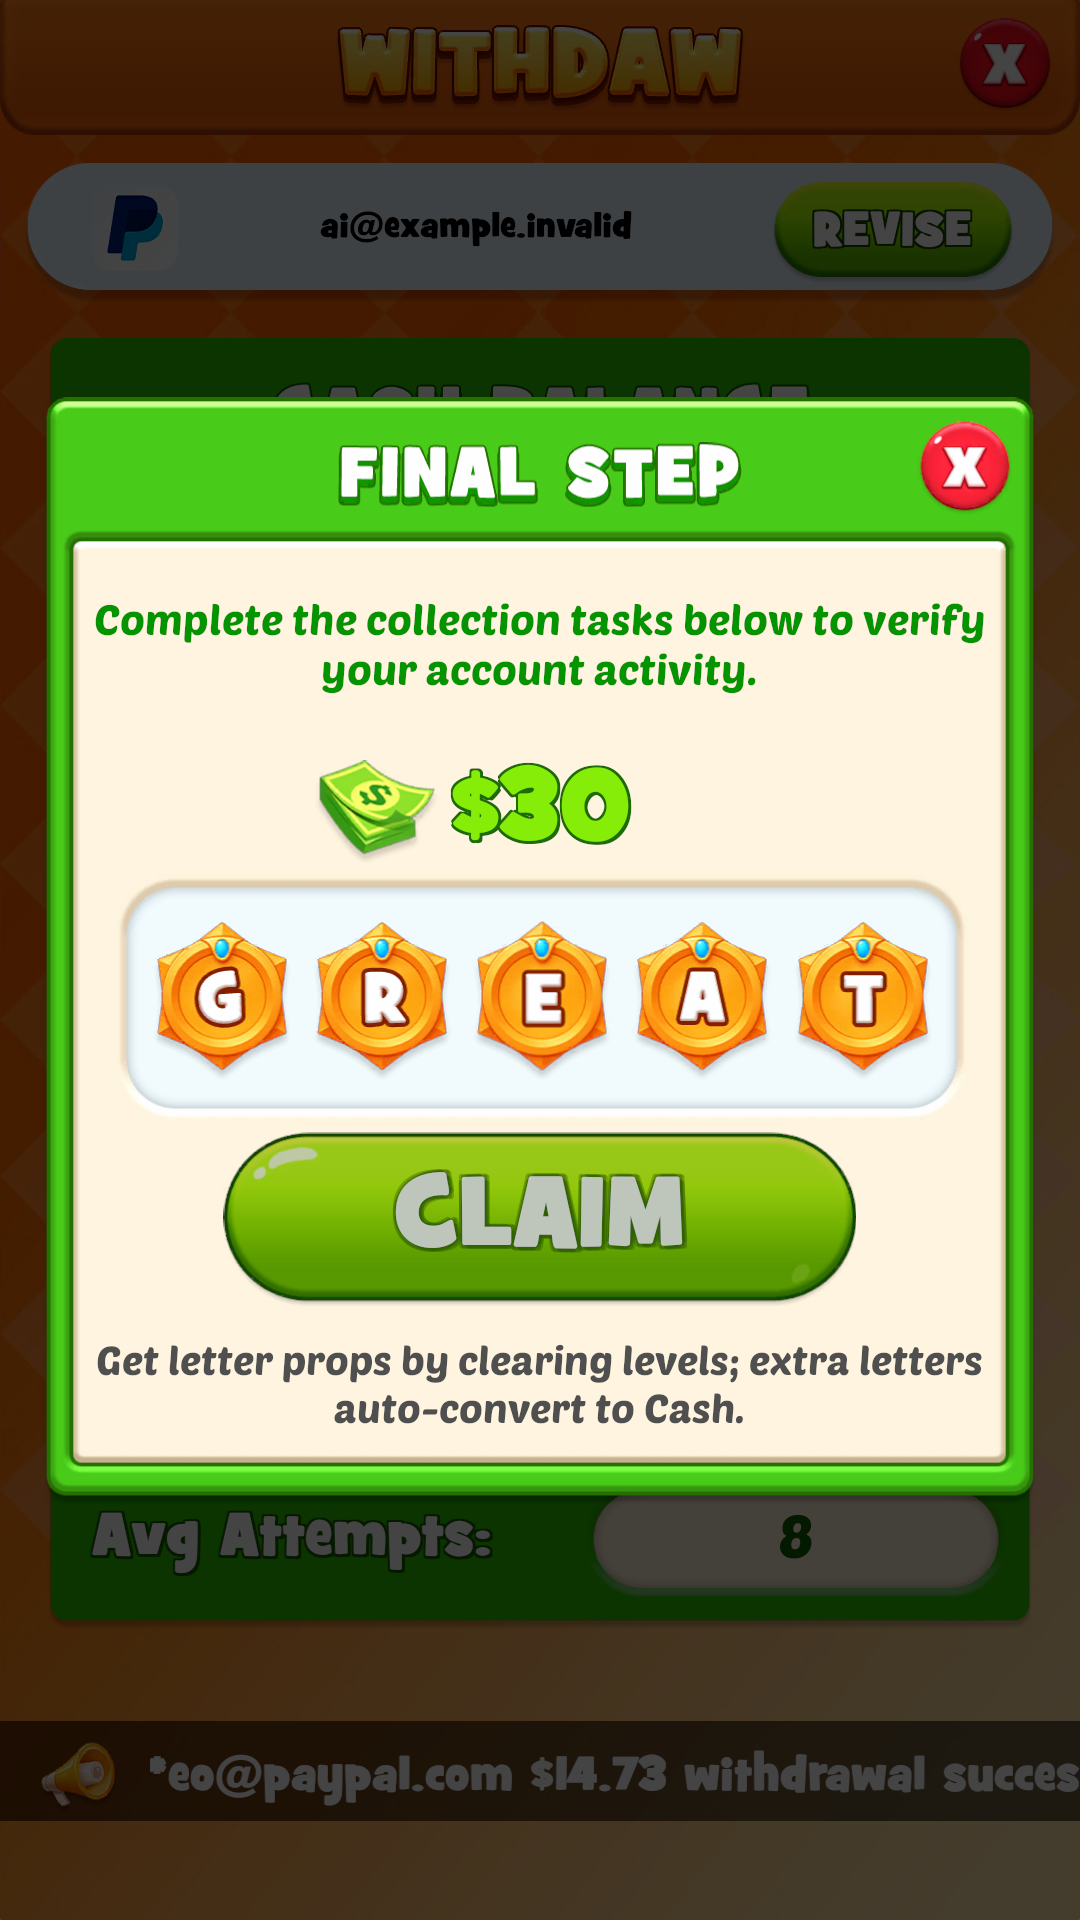 WITHDAW
X
ai@example.invalid
REVISE
FINAL STEP
X
Complete the collection tasks below to verify
your account activity.
$30
G R E A T
CLAIM
Get letter props by clearing levels; extra letters
auto-convert to Cash.
Avg Attempts:
8
*eo@paypal.com $14.73 withdrawal succes